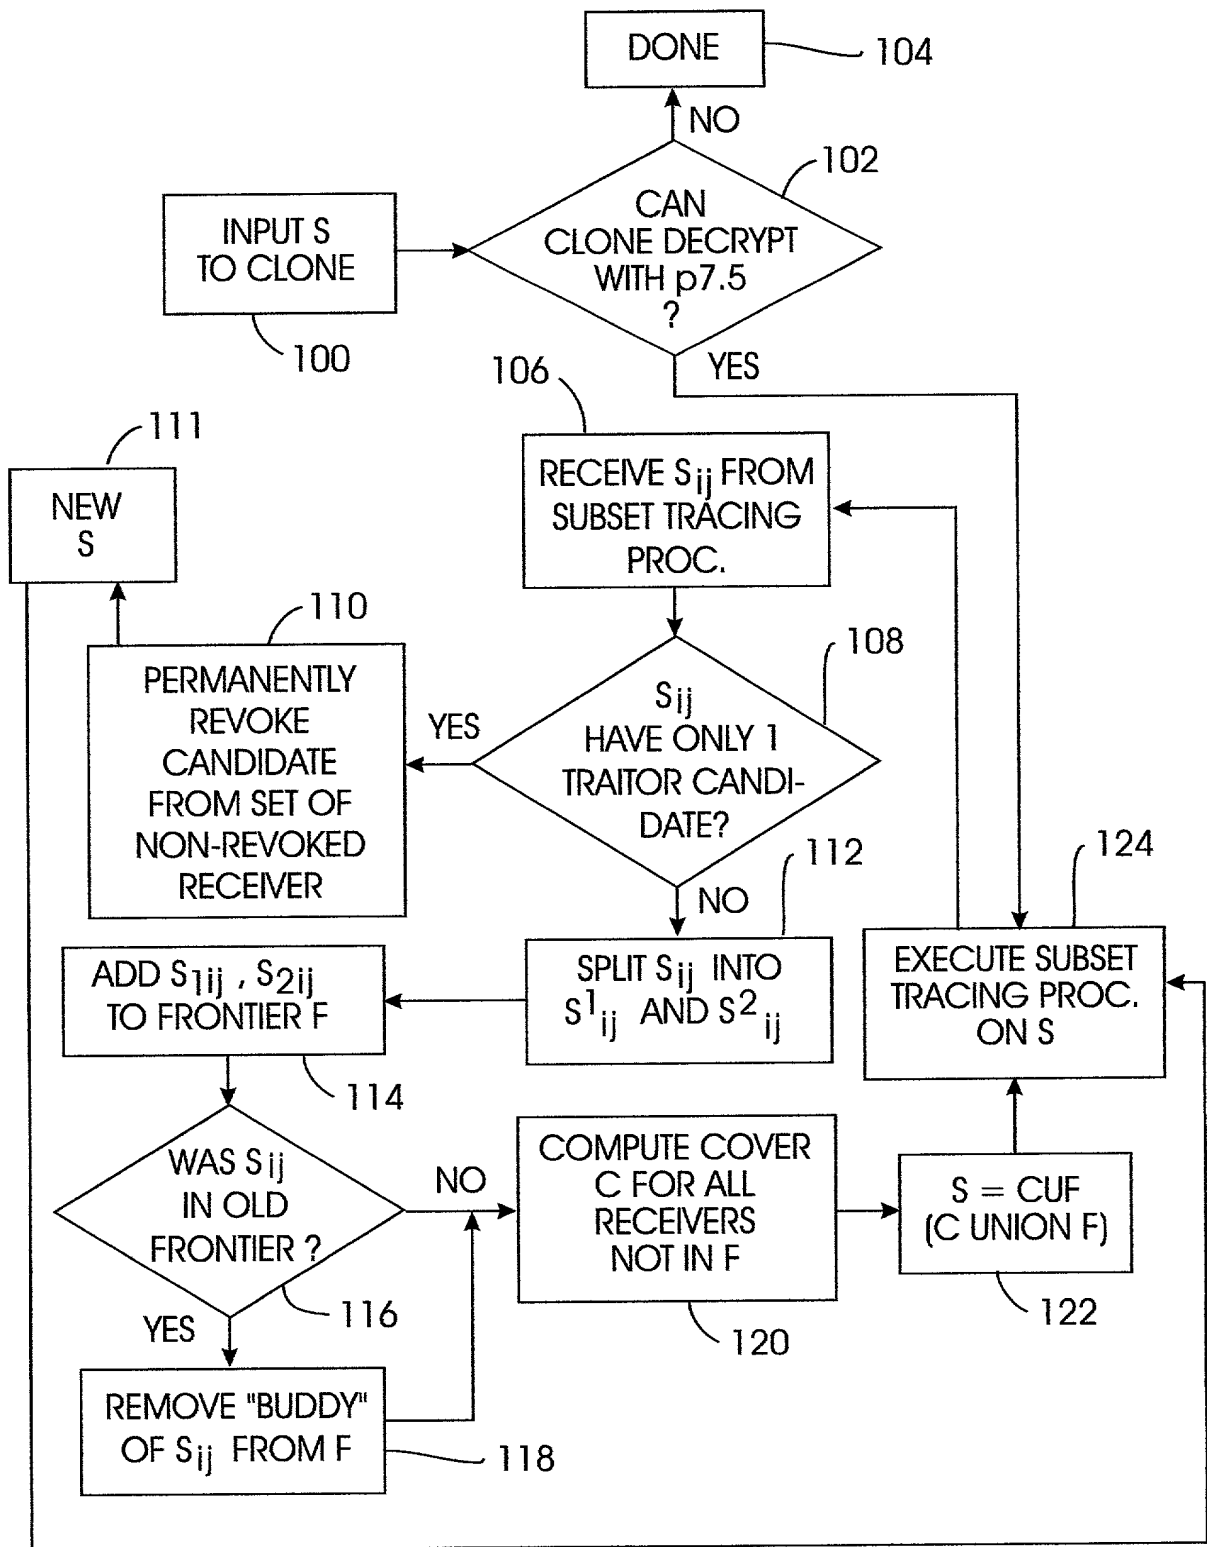 DONE
104
NO
102
CAN
CLONE DECRYPT
WITH p7.5
?
INPUT S
TO CLONE
100
YES
106
111
RECEIVE Sij FROM
SUBSET TRACING
PROC.
NEW
S
110
108
PERMANENTLY
REVOKE
CANDIDATE
FROM SET OF
NON-REVOKED
RECEIVER
YES
Sij
HAVE ONLY 1
TRAITOR CANDI-
DATE?
112
124
NO
ADD S1ij , S2ij
TO FRONTIER F
SPLIT Sij INTO
S1ij AND S2ij
EXECUTE SUBSET
TRACING PROC.
ON S
114
WAS Sij
IN OLD
FRONTIER ?
NO
COMPUTE COVER
C FOR ALL
RECEIVERS
NOT IN F
S = CUF
(C UNION F)
116
YES
120
122
REMOVE "BUDDY"
OF Sij FROM F
118